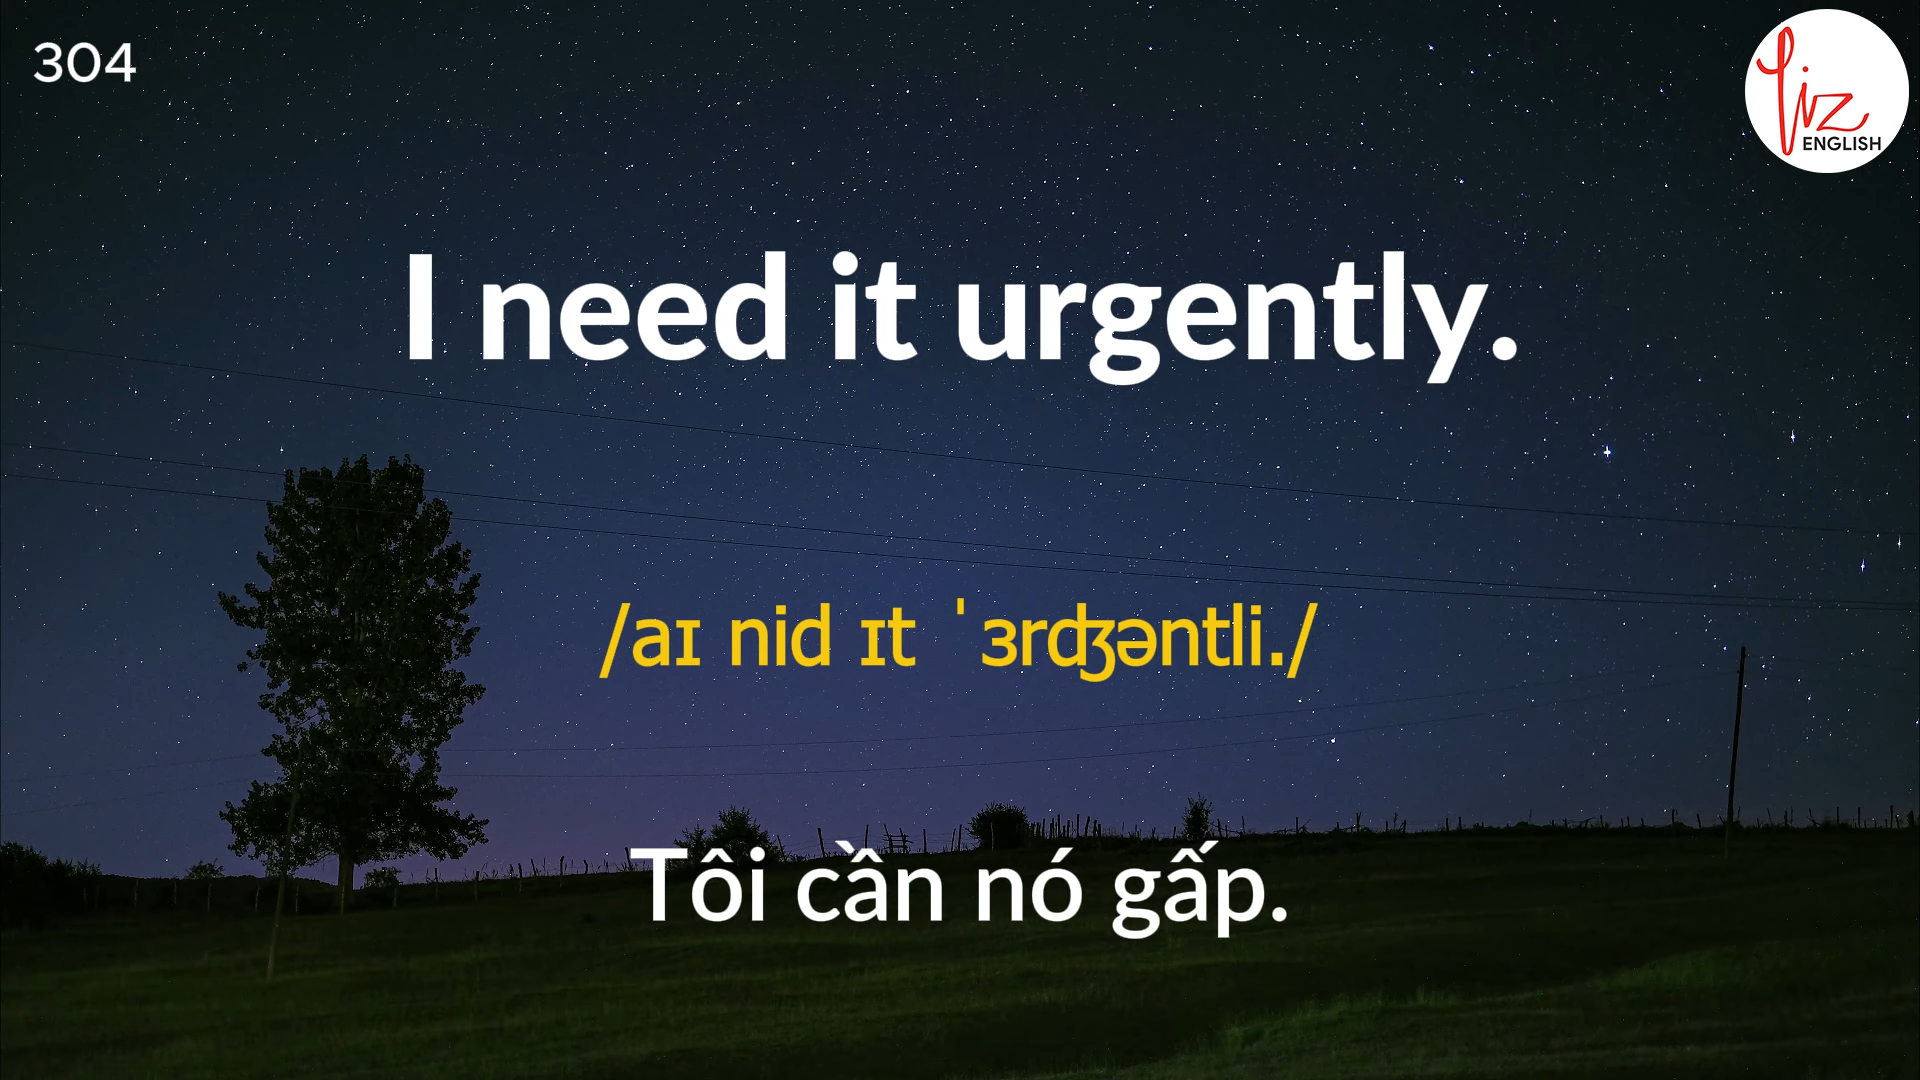 304
Liz
ENGLISH
I need it urgently.
/aɪ nid ɪt ˈɜrʤəntli./
Tôi cần nó gấp.